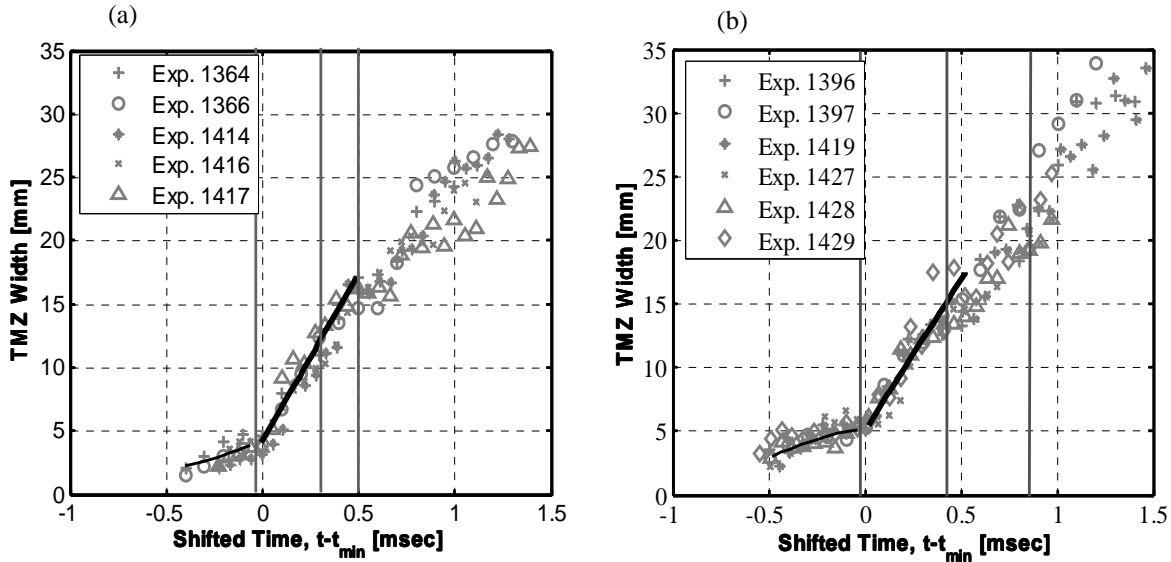 (a)
35
30
25
20
15
10
5
0
TMZ Width [mm]
Exp. 1364
Exp. 1366
Exp. 1414
Exp. 1416
Exp. 1417
-1
-0.5
0
0.5
1
1.5
Shifted Time, t-tmin [msec]
(b)
35
30
25
20
15
10
5
0
TMZ Width [mm]
Exp. 1396
Exp. 1397
Exp. 1419
Exp. 1427
Exp. 1428
Exp. 1429
-1
-0.5
0
0.5
1
1.5
Shifted Time, t-tmin [msec]